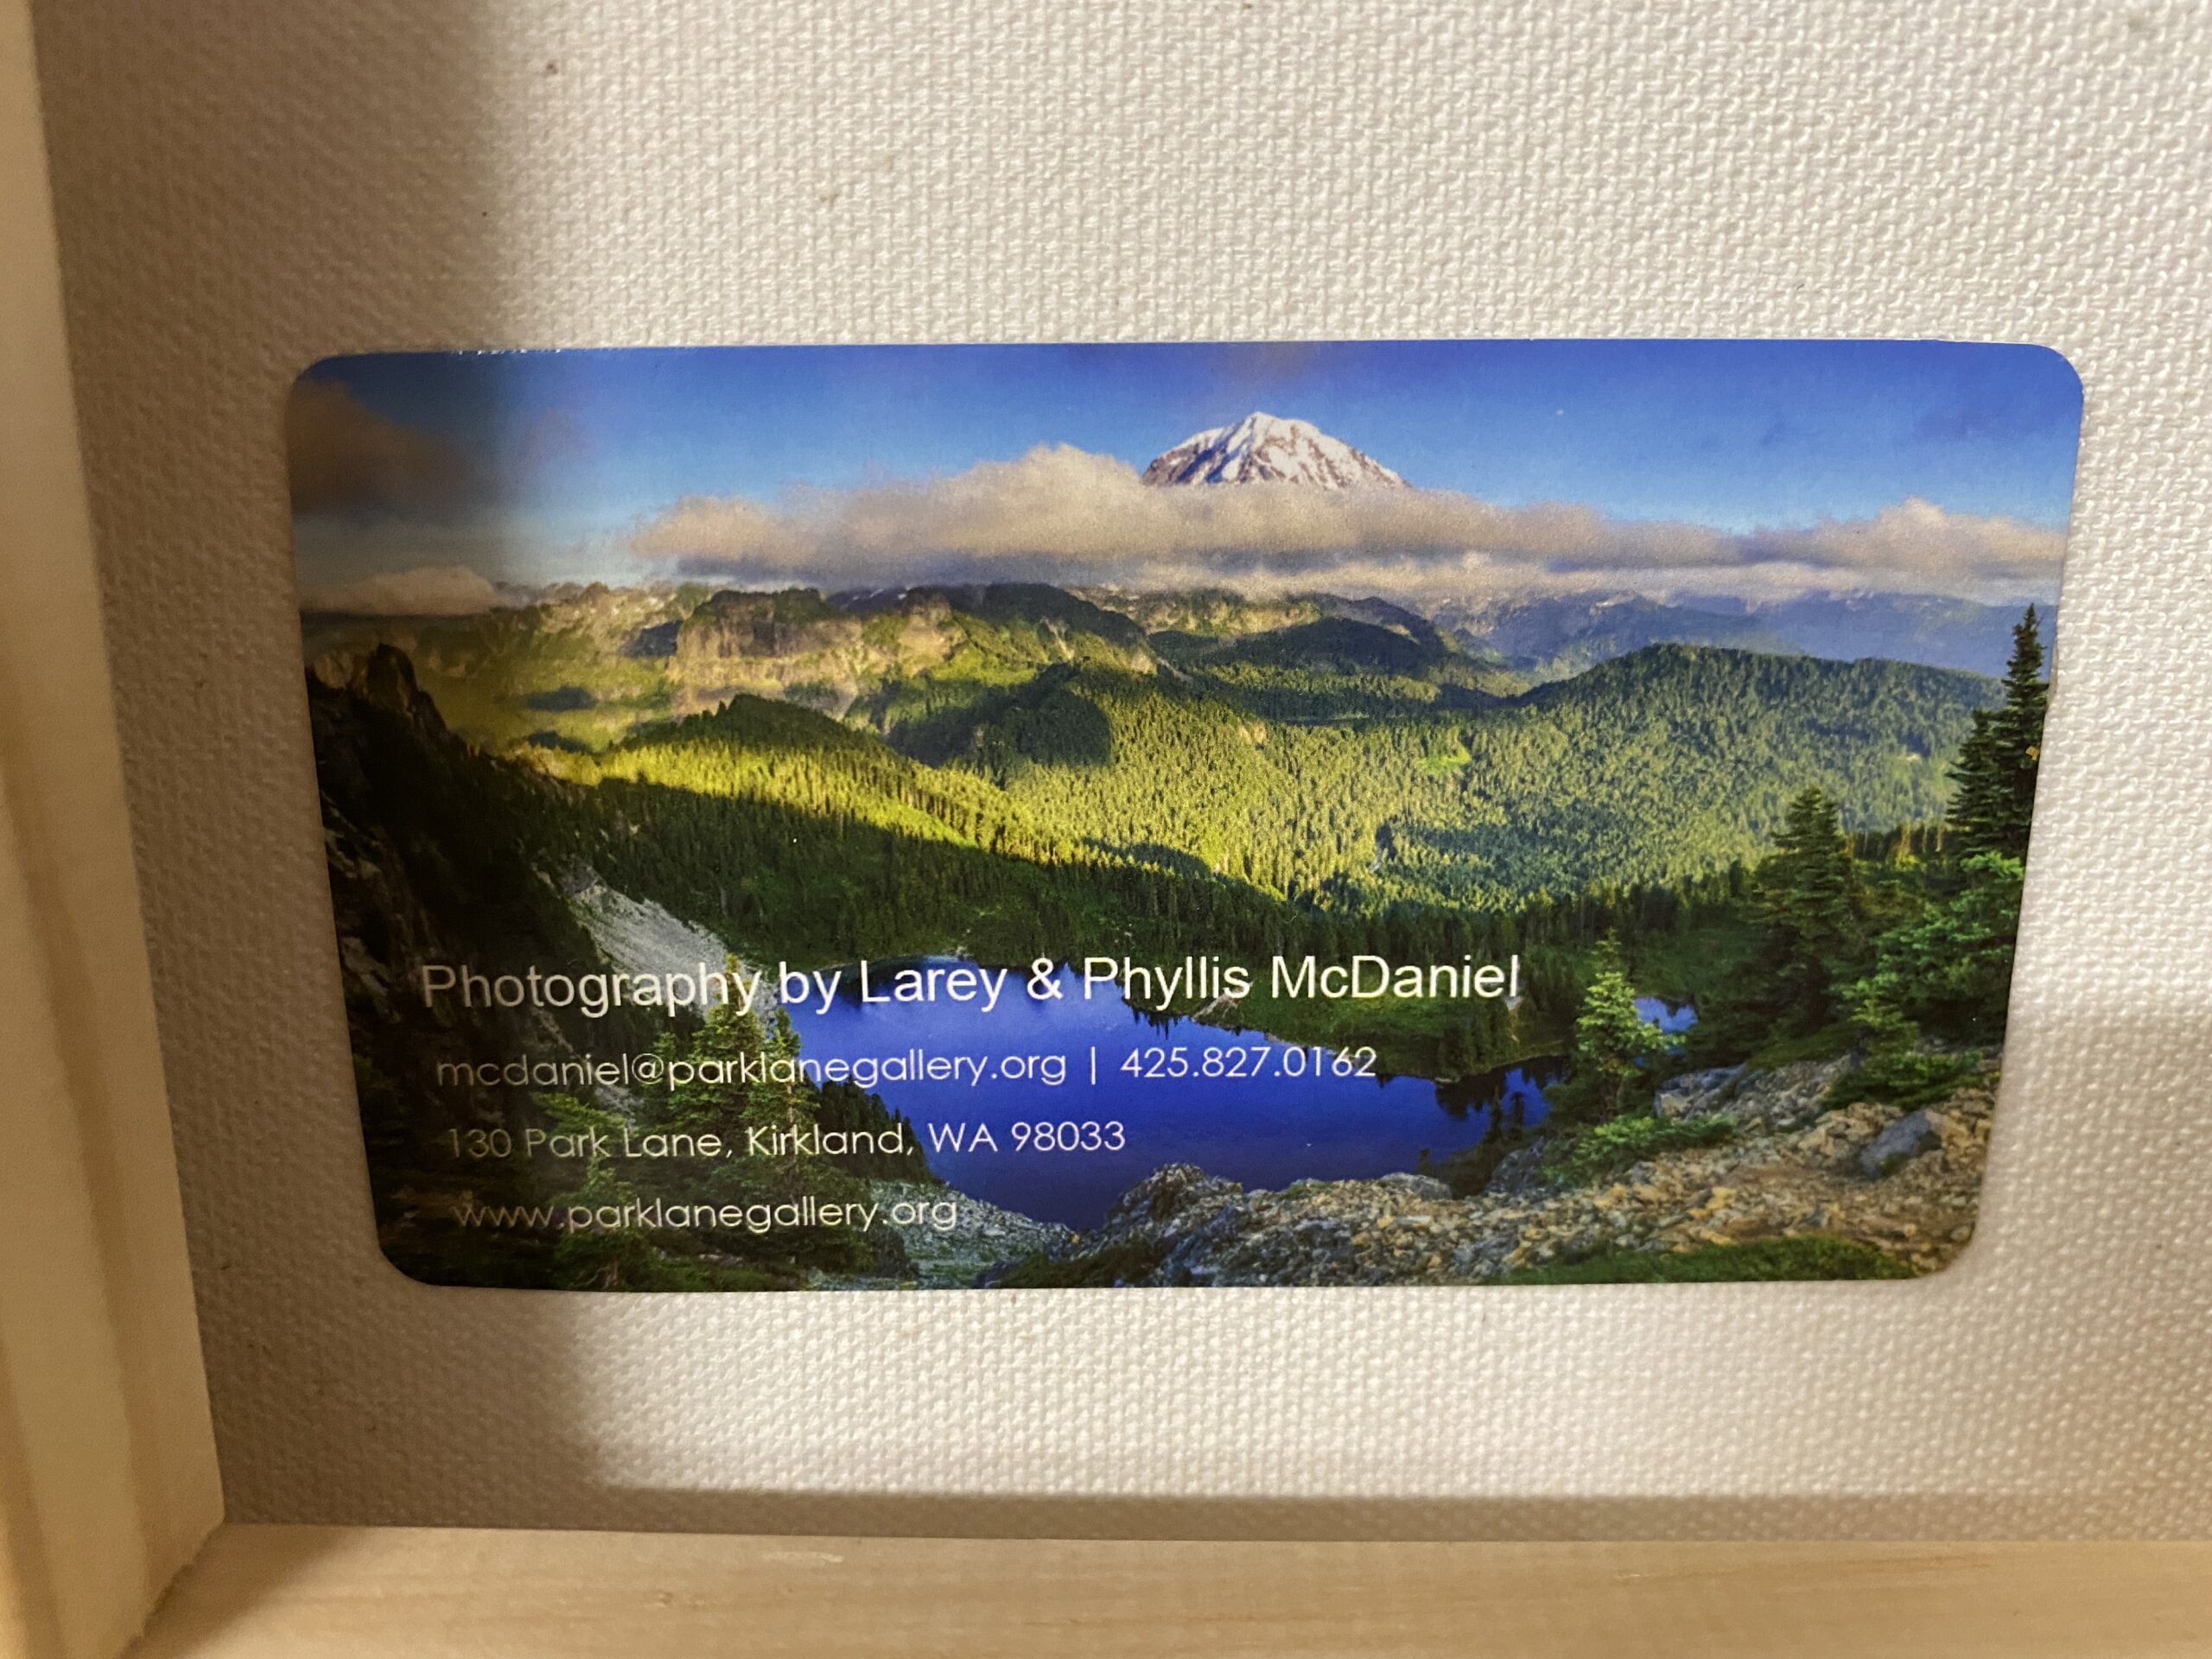 Photography by Larey & Phyllis McDaniel
mcdaniel@parklanegallery.org | 425.827.0162
130 Park Lane, Kirkland, WA 98033
www.parklanegallery.org